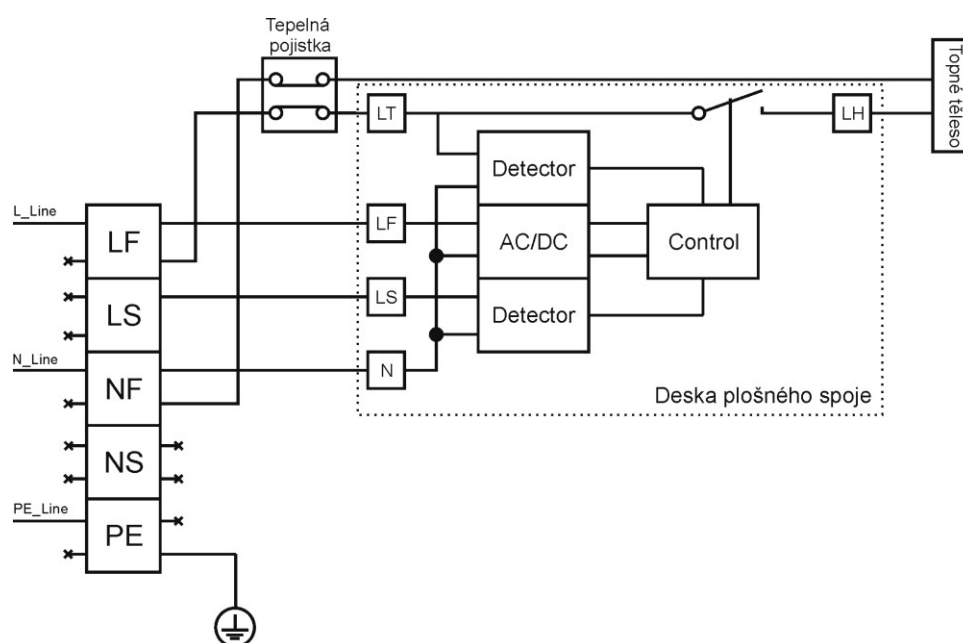 Tepelná
pojistka
Topné těleso
LT
LH
Detector
L_Line
LF
LF
AC/DC
Control
LS
LS
Detector
N_Line
NF
N
Deska plošného spoje
NS
PE_Line
PE